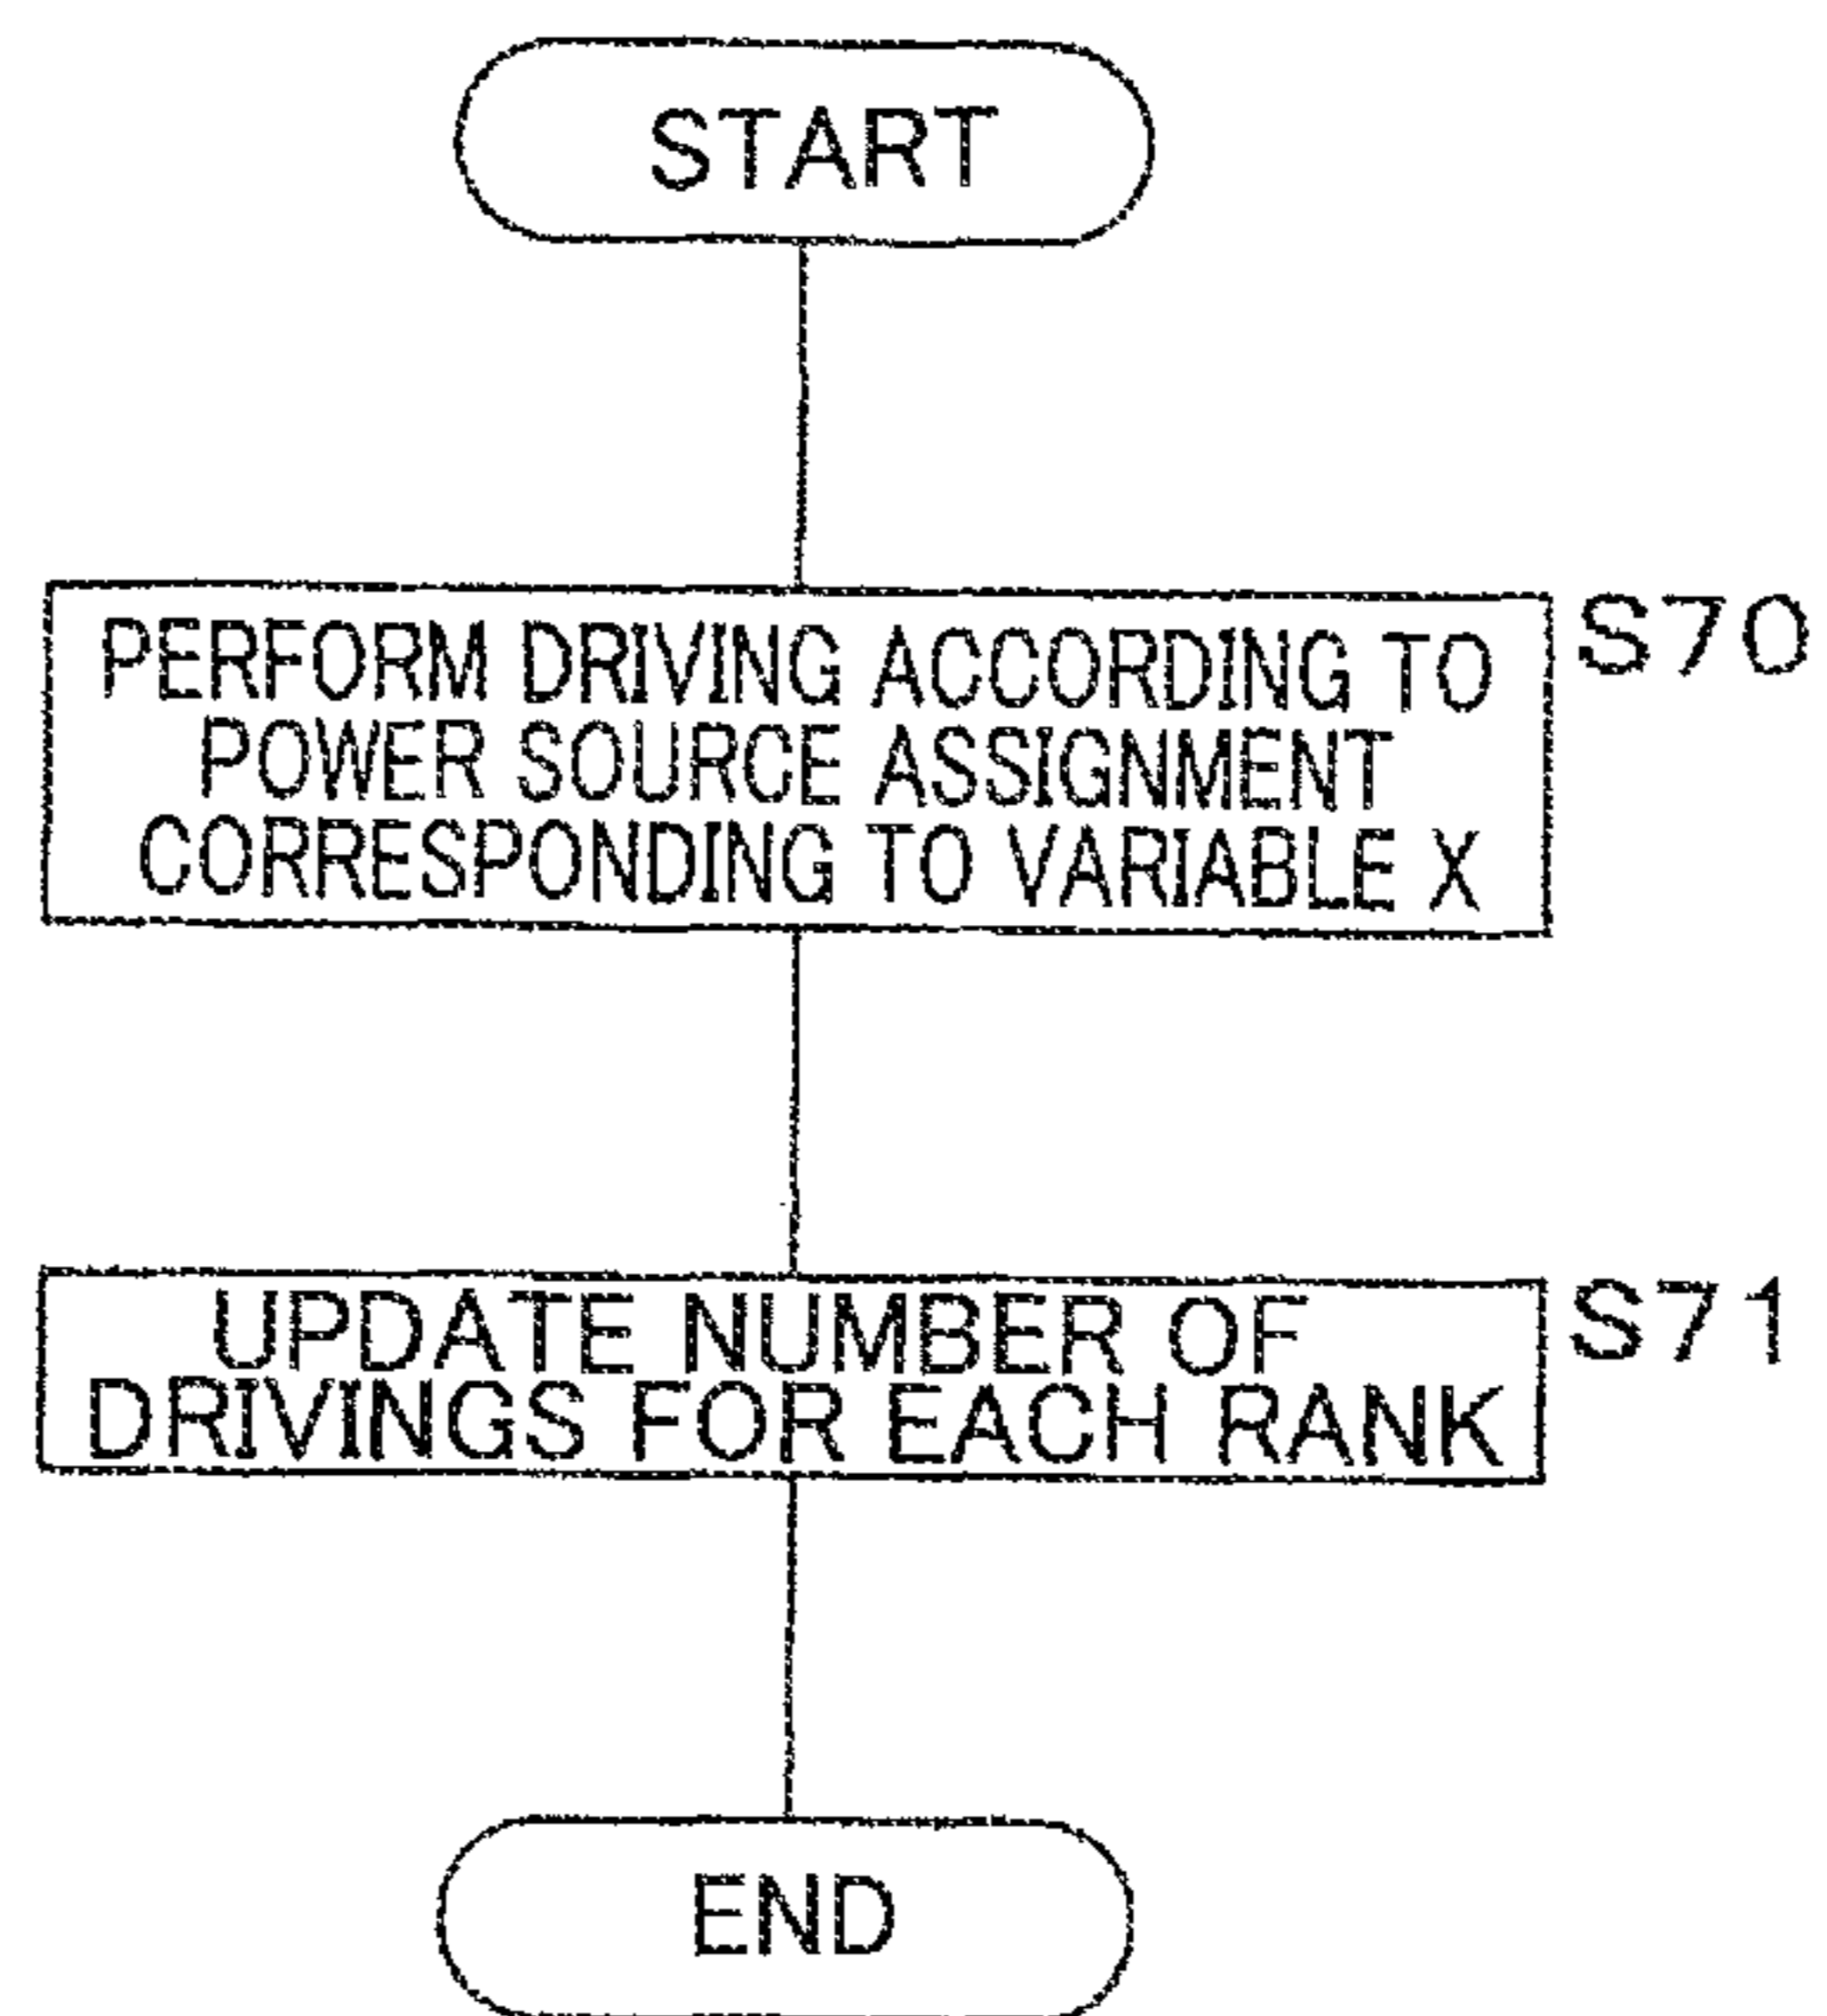 START
PERFORM DRIVING ACCORDING TO
POWER SOURCE ASSIGNMENT
CORRESPONDING TO VARIABLE X
S70
UPDATE NUMBER OF
DRIVINGS FOR EACH RANK
S71
END